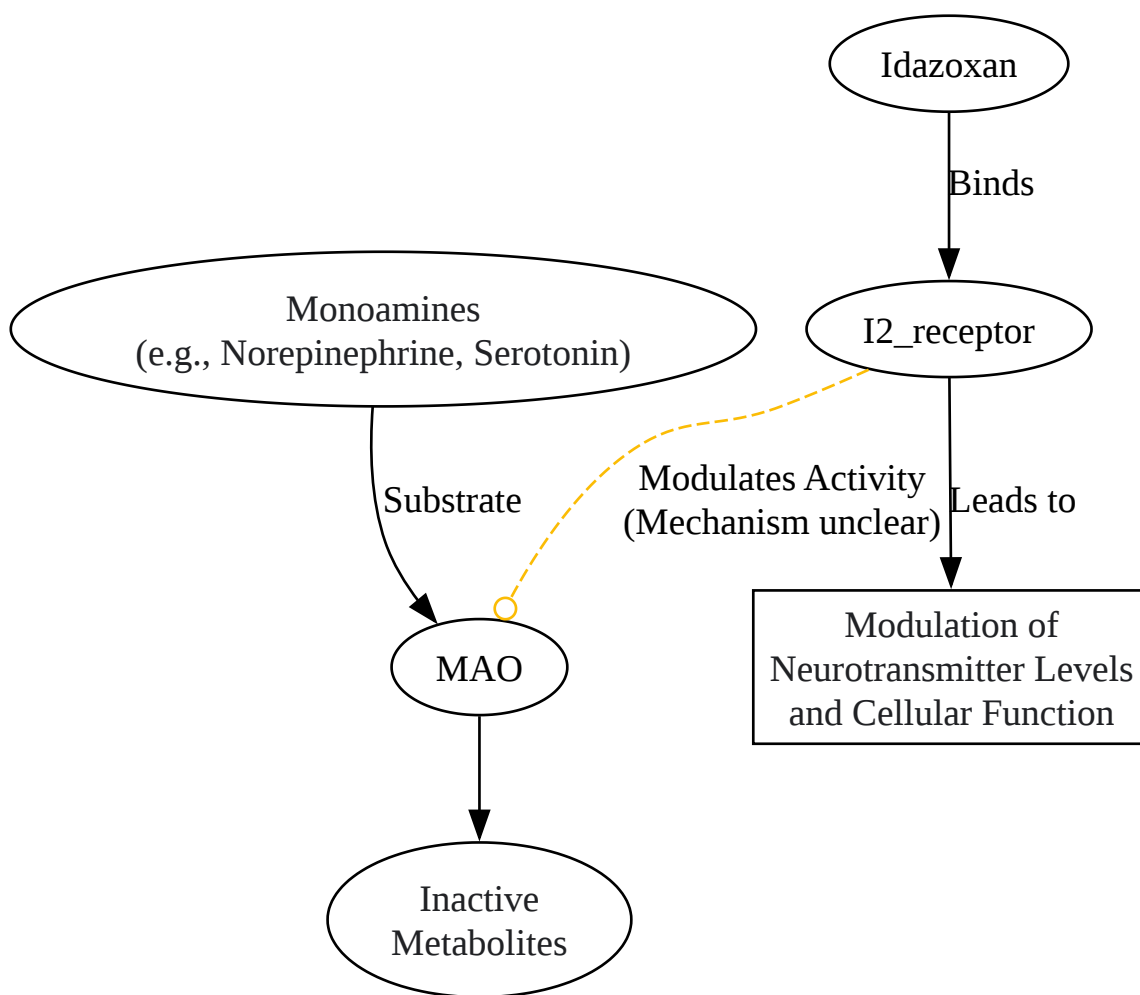 Idazoxan
Binds
Monoamines
(e.g., Norepinephrine, Serotonin)
I2_receptor
Substrate
Modulates Activity
(Mechanism unclear)
Leads to
MAO
Modulation of
Neurotransmitter Levels
and Cellular Function
Inactive
Metabolites